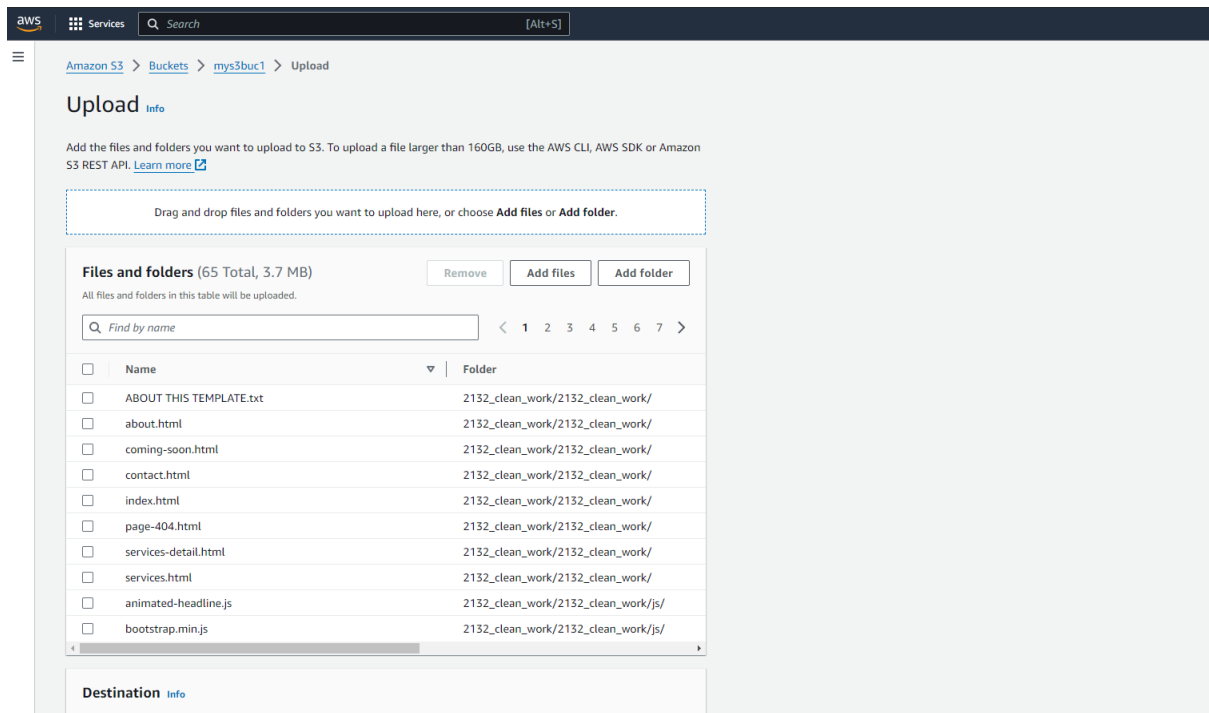 aws Services Search [Alt+S]
Amazon S3 > Buckets > mys3buc1 > Upload
Upload Info
Add the files and folders you want to upload to S3. To upload a file larger than 160GB, use the AWS CLI, AWS SDK or Amazon
S3 REST API. Learn more
Drag and drop files and folders you want to upload here, or choose Add files or Add folder.
Files and folders (65 Total, 3.7 MB) Remove Add files Add folder
All files and folders in this table will be uploaded.
Find by name < 1 2 3 4 5 6 7 >
Name Folder
ABOUT THIS TEMPLATE.txt 2132_clean_work/2132_clean_work/
about.html 2132_clean_work/2132_clean_work/
coming-soon.html 2132_clean_work/2132_clean_work/
contact.html 2132_clean_work/2132_clean_work/
index.html 2132_clean_work/2132_clean_work/
page-404.html 2132_clean_work/2132_clean_work/
services-detail.html 2132_clean_work/2132_clean_work/
services.html 2132_clean_work/2132_clean_work/
animated-headline.js 2132_clean_work/2132_clean_work/js/
bootstrap.min.js 2132_clean_work/2132_clean_work/js/
Destination Info